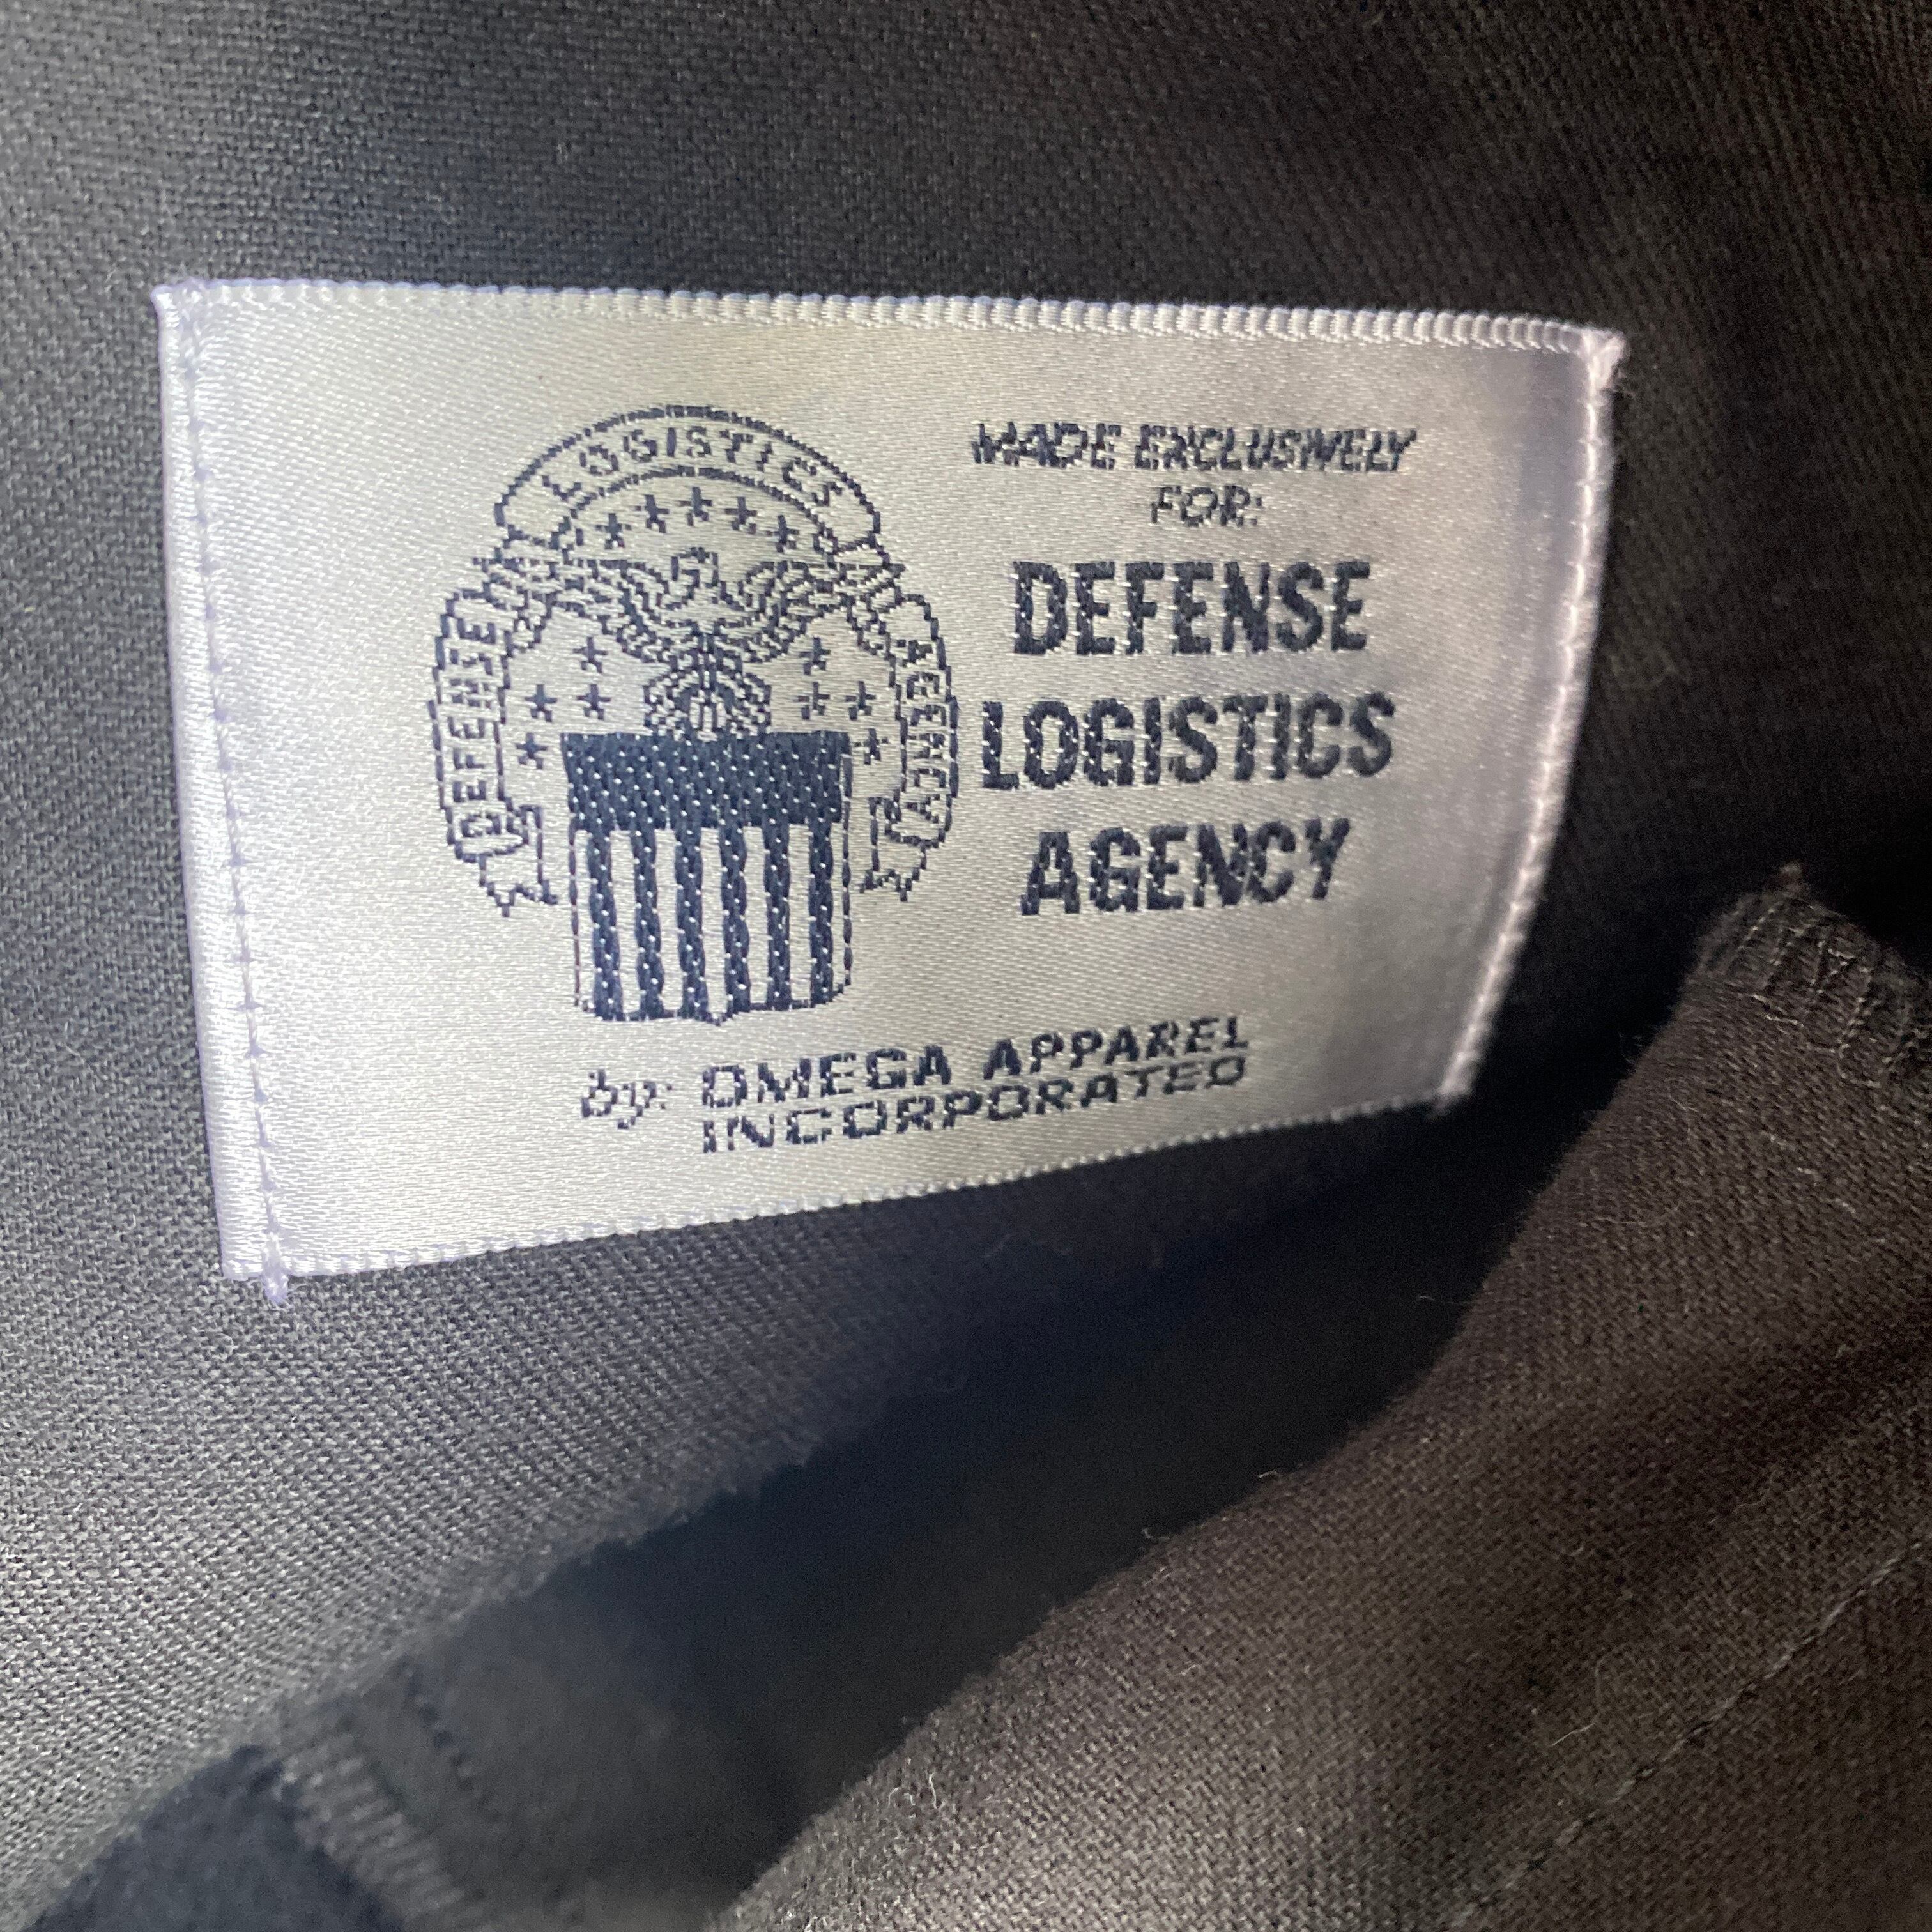 DEFENSE
LOGISTICS
AGENCY
MADE EXCLUSIVELY
FOR:
DEFENSE
LOGISTICS
AGENCY
by: OMEGA APPAREL
INCORPORATED